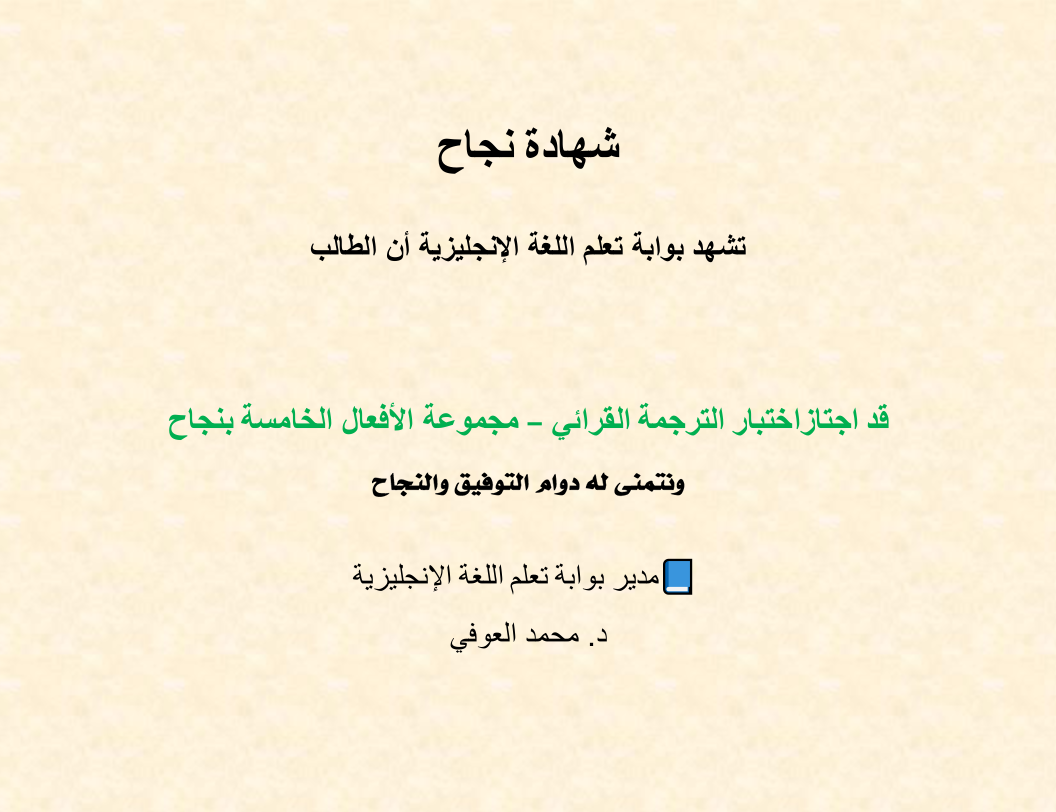 شهادة نجاح
تشهد بوابة تعلم اللغة الإنجليزية أن الطالب
قد اجتازاختبار الترجمة القرائي – مجموعة الأفعال الخامسة بنجاح
ونتمنى له دوام التوفيق والنجاح
مدير بوابة تعلم اللغة الإنجليزية
د. محمد العوفي